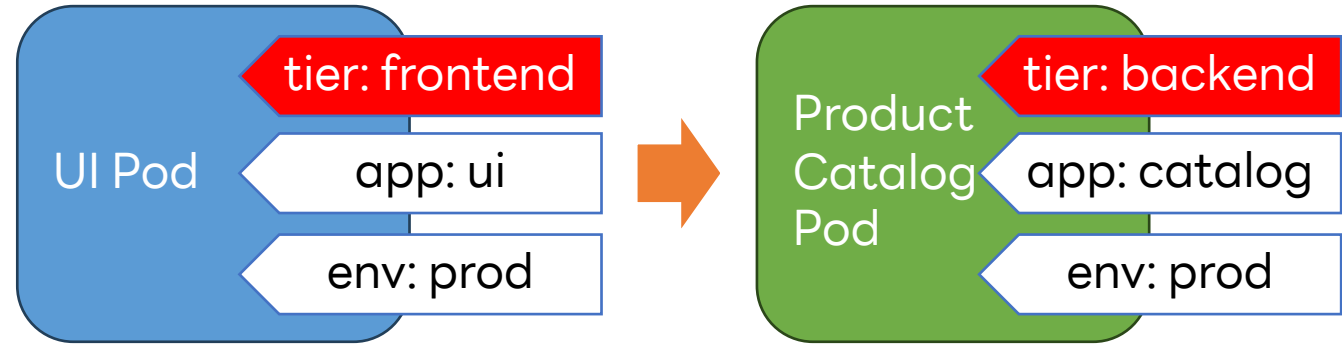 UI Pod
tier: frontend
app: ui
env: prod
Product
Catalog
Pod
tier: backend
app: catalog
env: prod